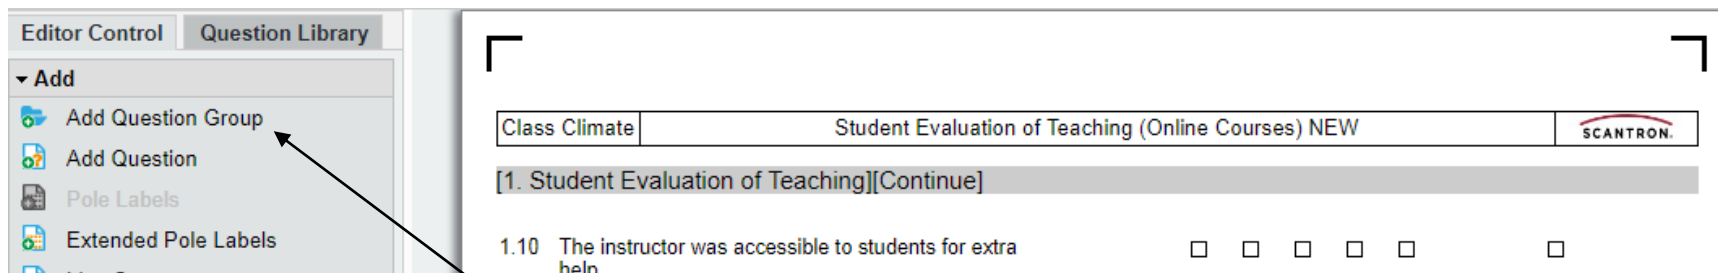 Editor Control
Question Library
Add
Add Question Group
Add Question
Pole Labels
Extended Pole Labels
Class Climate
Student Evaluation of Teaching (Online Courses) NEW
SCANTRON.
[1. Student Evaluation of Teaching][Continue]
1.10 The instructor was accessible to students for extra
help